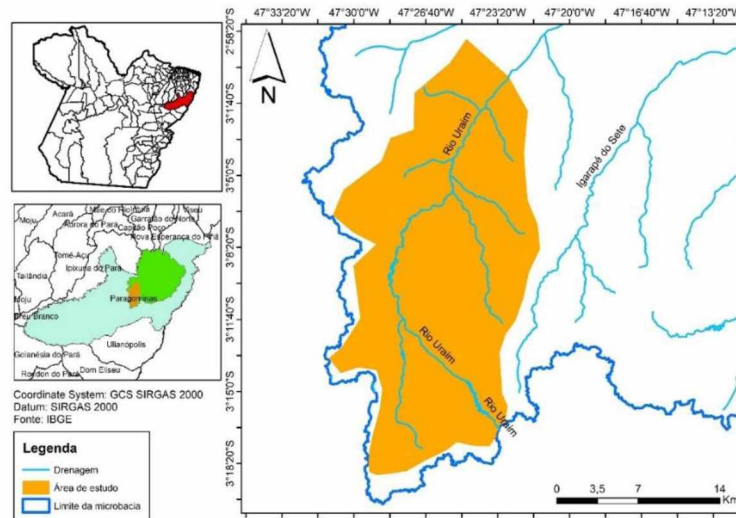 47°33'20"W 47°30'0"W 47°26'40"W 47°23'20"W 47°20'0"W 47°16'40"W 47°13'20"W
2°58'20"S
3°1'40"S
3°5'0"S
3°8'20"S
3°11'40"S
3°15'0"S
3°18'20"S
N
Rio Uraim
Igarapé do Sete
Rio Uraim
Rio Uraim
Moju
Acará
Viseu
Aurora do Pará
Capitão Poço
Garrafão do Norte
Nova Esperança do Piriá
Tomé-Açu
Ipixuna do Pará
Tailândia
Moju
Paragominas
Breu Branco
Ulianópolis
Goianésia do Pará
Dom Eliseu
Rondon do Pará
Coordinate System: GCS SIRGAS 2000
Datum: SIRGAS 2000
Fonte: IBGE
Legenda
Drenagem
Área de estudo
Limite da microbacia
0 3,5 7 14
Km